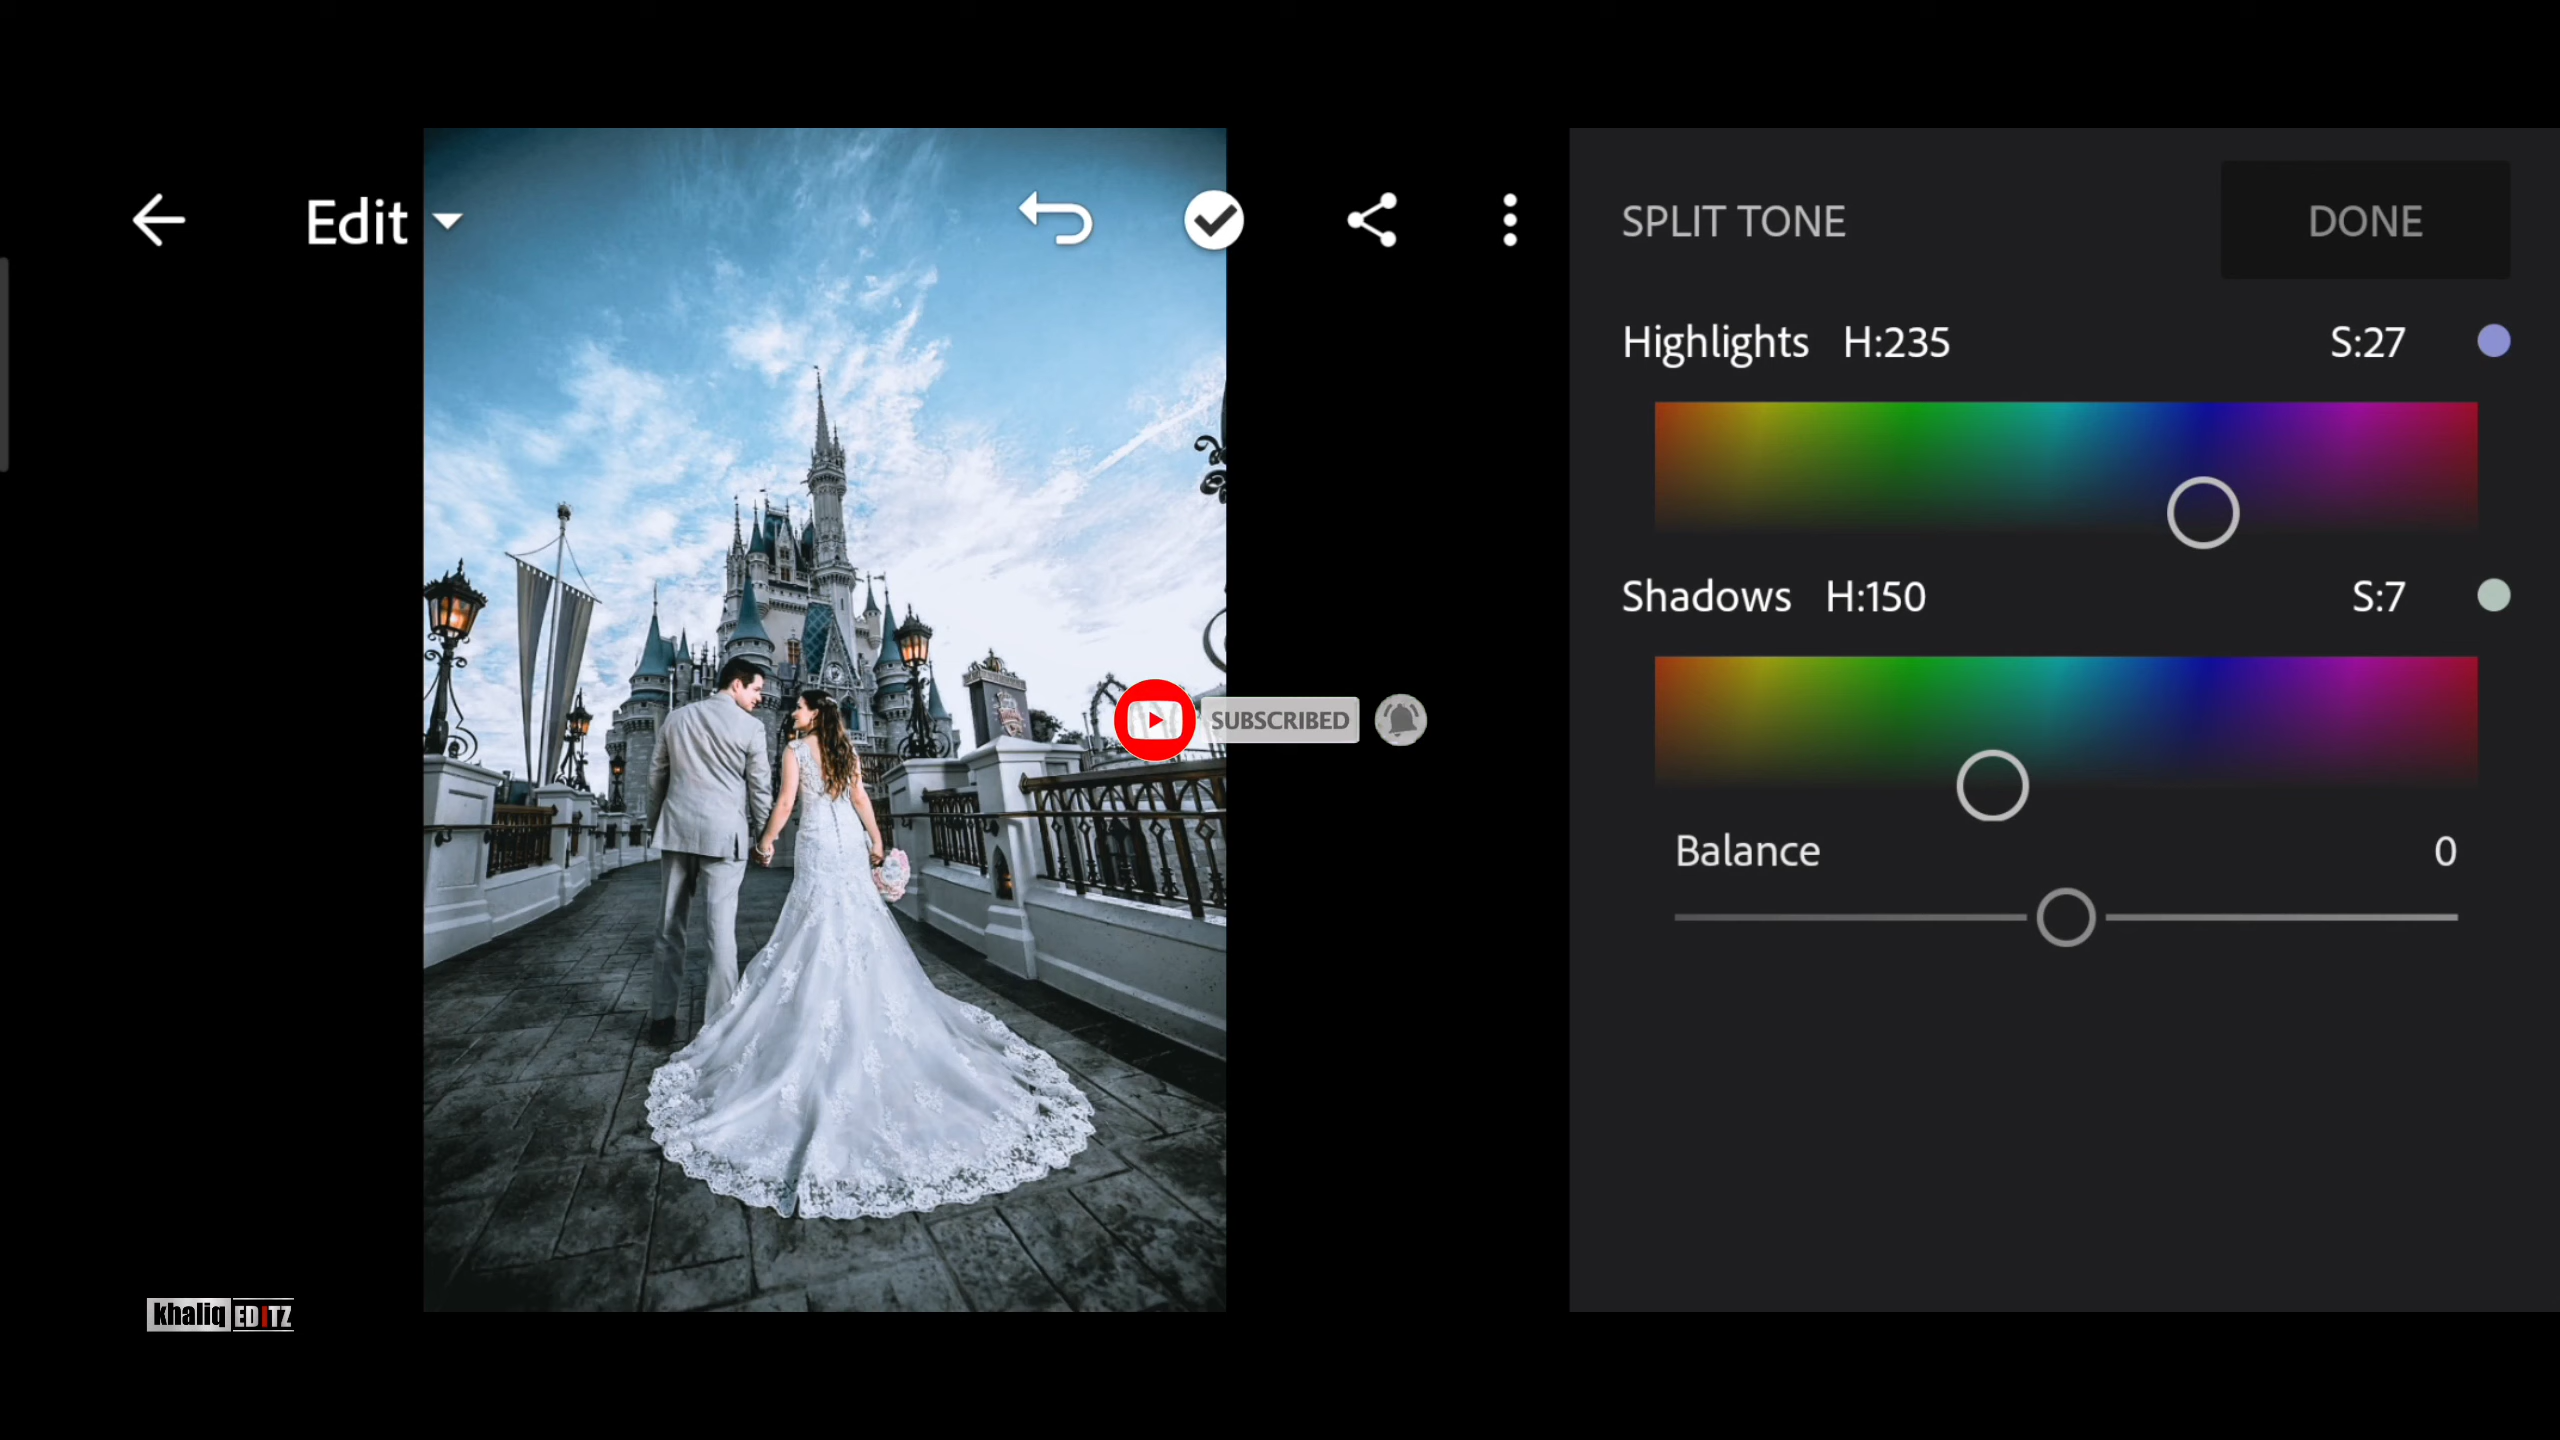 Edit
SPLIT TONE
DONE
Highlights H:235 S:27
Shadows H:150 S:7
SUBSCRIBED
Balance 0
khaliq EDITZ